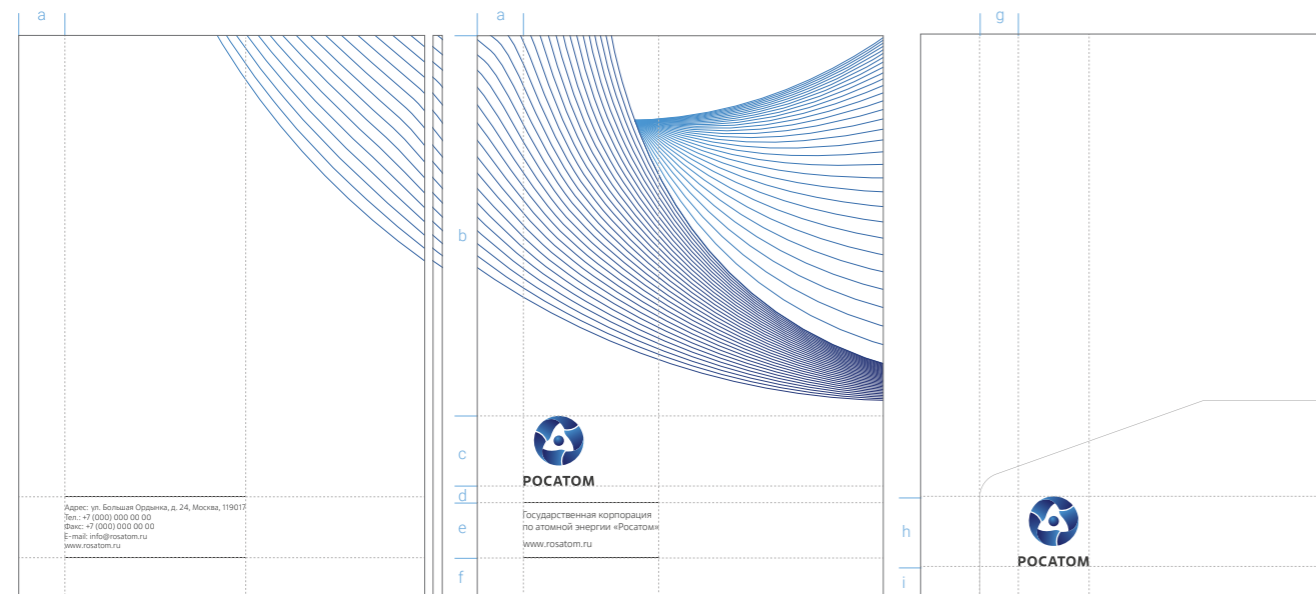 a
a
g
b
c
d
e
f
h
i
Адрес: ул. Большая Ордынка, д. 24, Москва, 119017
Тел.: +7 (000) 000 00 00
Факс: +7 (000) 000 00 00
E-mail: info@rosatom.ru
www.rosatom.ru
РОСАТОМ
Государственная корпорация
по атомной энергии «Росатом»
www.rosatom.ru
РОСАТОМ